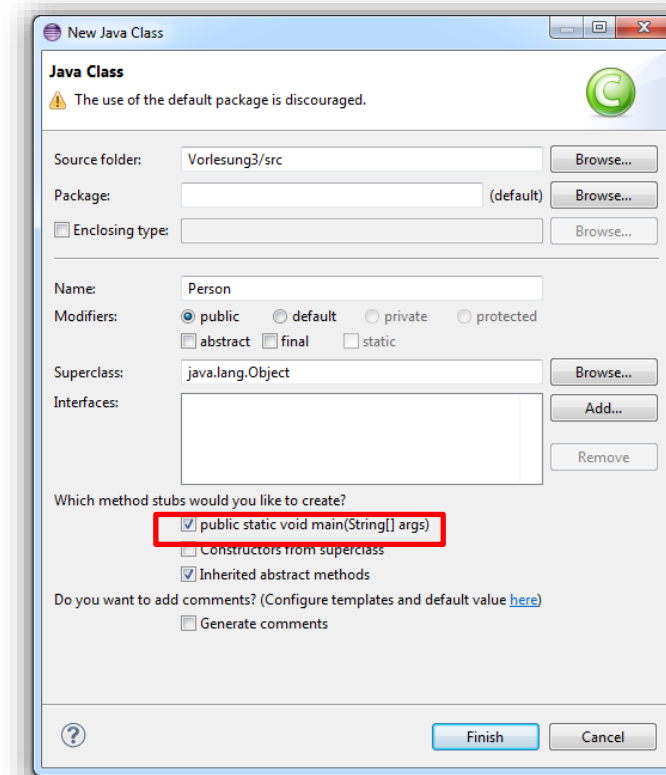 New Java Class
Java Class
The use of the default package is discouraged.
Source folder: Vorlesung3/src Browse...
Package: (default) Browse...
Enclosing type: Browse...
Name: Person
Modifiers: public default private protected
abstract final static
Superclass: java.lang.Object Browse...
Interfaces: Add...
Remove
Which method stubs would you like to create?
public static void main(String[] args)
Constructors from superclass
Inherited abstract methods
Do you want to add comments? (Configure templates and default value here)
Generate comments
Finish Cancel